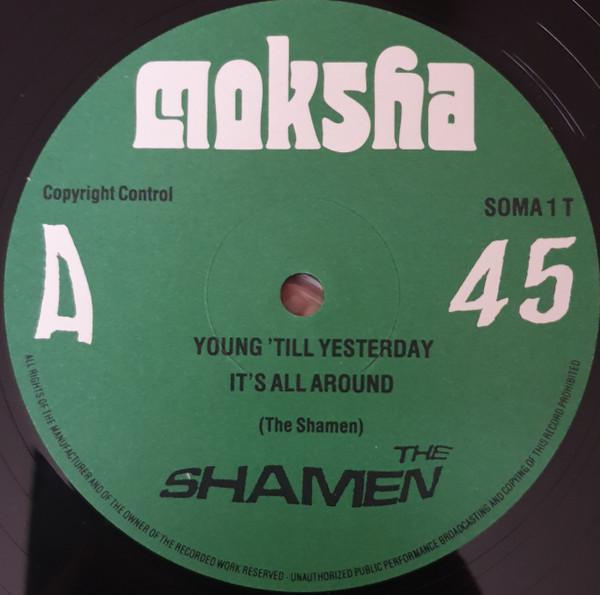 moksha
Copyright Control
SOMA 1 T
A
45
YOUNG 'TILL YESTERDAY
IT'S ALL AROUND
(The Shamen)
THE
SHAMEN
ALL RIGHTS OF THE MANUFACTURER AND OF THE OWNER OF THE RECORDED WORK RESERVED - UNAUTHORIZED PUBLIC PERFORMANCE BROADCASTING AND COPYING OF THIS RECORD PROHIBITED